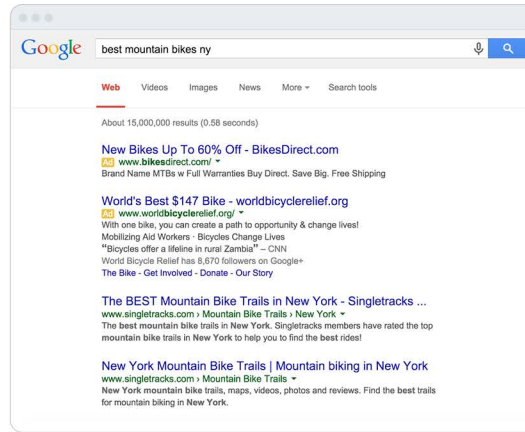 Google
best mountain bikes ny
Web Videos Images News More Search tools
About 15,000,000 results (0.58 seconds)
New Bikes Up To 60% Off - BikesDirect.com
Ad www.bikesdirect.com/
Brand Name MTBs w Full Warranties Buy Direct. Save Big. Free Shipping
World's Best $147 Bike - worldbicyclerelief.org
Ad www.worldbicyclerelief.org/
With one bike, you can create a path to opportunity & change lives!
Mobilizing Aid Workers · Bicycles Change Lives
“Bicycles offer a lifeline in rural Zambia” – CNN
World Bicycle Relief has 8,670 followers on Google+
The Bike - Get Involved - Donate - Our Story
The BEST Mountain Bike Trails in New York - Singletracks ...
www.singletracks.com › Mountain Bike Trails › New York
The best mountain bike trails in New York. Singletracks members have rated the top
mountain bike trails in New York to help you to find the best rides!
New York Mountain Bike Trails | Mountain biking in New York
www.singletracks.com › Mountain Bike Trails
New York mountain bike trails, maps, videos, photos and reviews. Find the best trails
for mountain biking in New York.